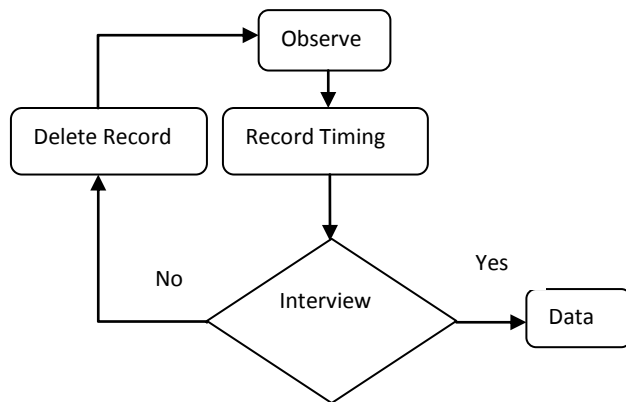 Observe
Delete Record
Record Timing
No
Yes
Interview
Data